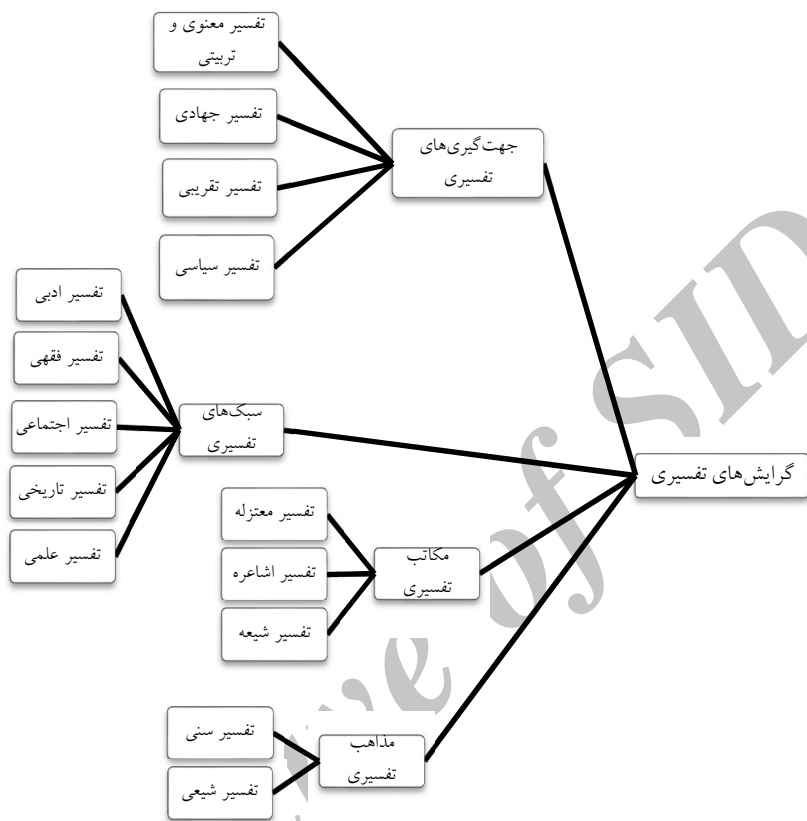 گرایش‌های تفسیری
جهت‌گیری‌های
تفسیری
تفسیر معنوی و
تربیتی
تفسیر جهادی
تفسیر تقریبی
تفسیر سیاسی
سبک‌های
تفسیری
تفسیر ادبی
تفسیر فقهی
تفسیر اجتماعی
تفسیر تاریخی
تفسیر علمی
مکاتب
تفسیری
تفسیر معتزله
تفسیر اشاعره
تفسیر شیعه
مذاهب
تفسیری
تفسیر سنی
تفسیر شیعی
of SID